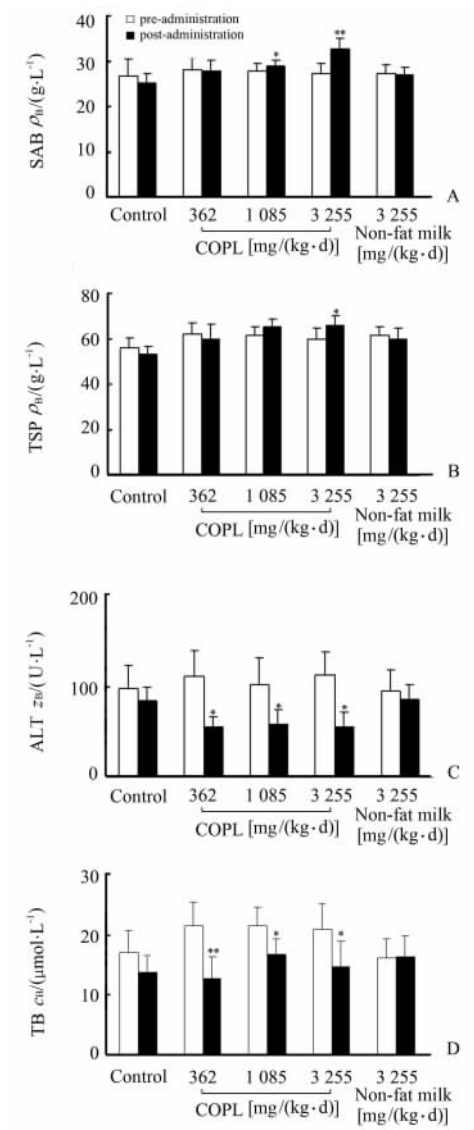 pre-administration
post-administration
SAB ρB/(g·L⁻¹)
40
30
20
10
0
*
**
Control
362
1 085
3 255
3 255
COPL [mg/(kg·d)]
Non-fat milk
[mg/(kg·d)]
A
TSP ρB/(g·L⁻¹)
80
60
40
20
0
*
Control
362
1 085
3 255
3 255
COPL [mg/(kg·d)]
Non-fat milk
[mg/(kg·d)]
B
ALT zB/(U·L⁻¹)
200
100
0
*
*
*
Control
362
1 085
3 255
3 255
COPL [mg/(kg·d)]
Non-fat milk
[mg/(kg·d)]
C
TB cB/(μmol·L⁻¹)
30
20
10
0
**
*
*
Control
362
1 085
3 255
3 255
COPL [mg/(kg·d)]
Non-fat milk
[mg/(kg·d)]
D